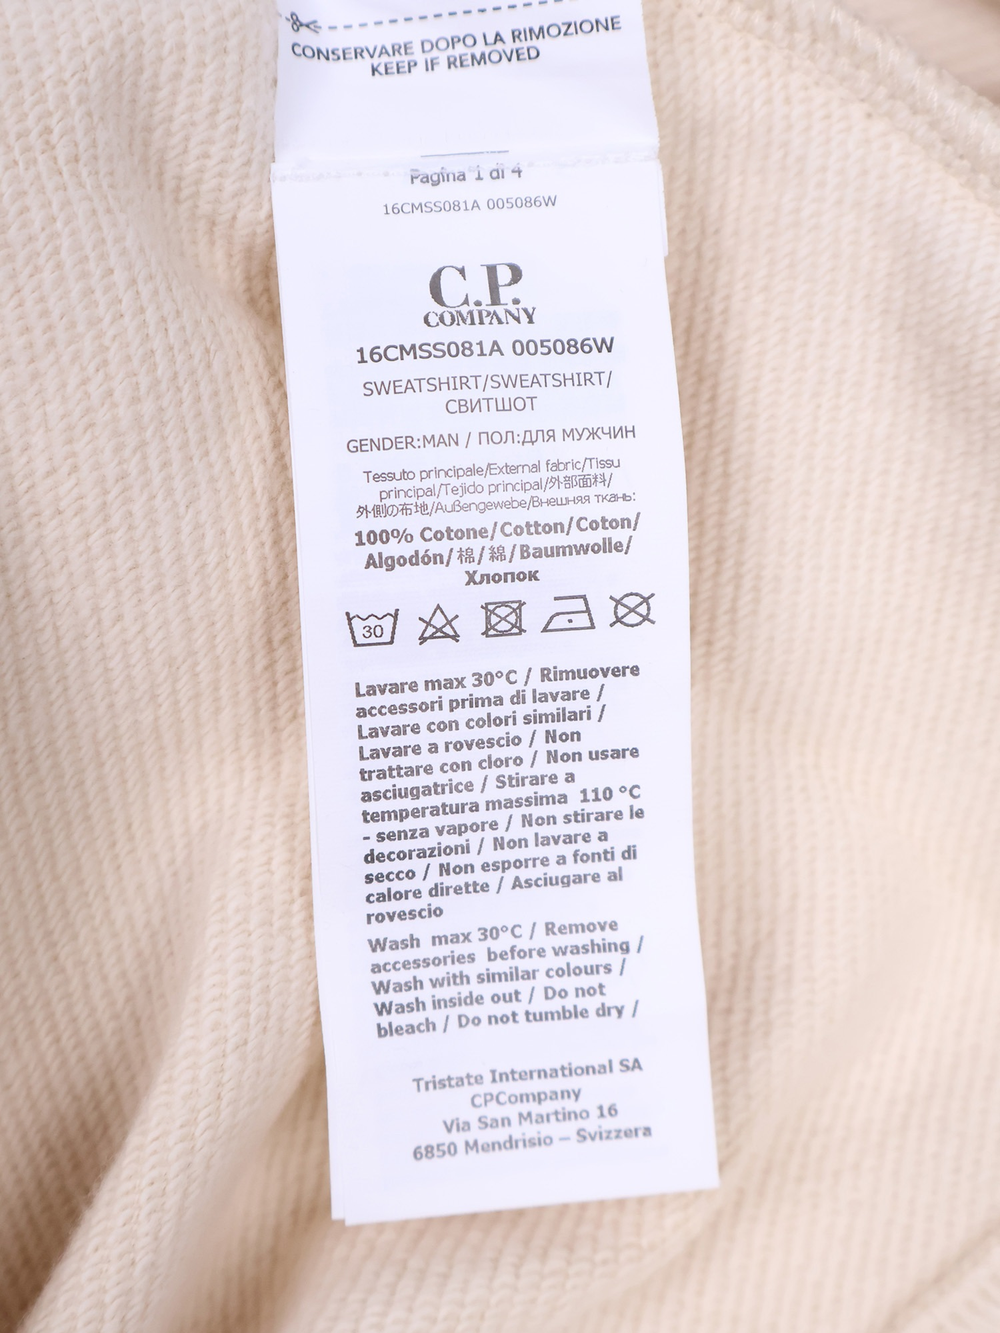 CONSERVARE DOPO LA RIMOZIONE
KEEP IF REMOVED
Pagina 1 di 4
16CMSS081A 005086W
C.P.
COMPANY
16CMSS081A 005086W
SWEATSHIRT/SWEATSHIRT/
СВИТШОТ
GENDER:MAN / ПОЛ:ДЛЯ МУЖЧИН
Tessuto principale/External fabric/Tissu
principal/Tejido principal/外部面料/
外側の布地/Außengewebe/Внешняя ткань:
100% Cotone/Cotton/Coton/
Algodón/棉/綿/Baumwolle/
Хлопок
30
Lavare max 30°C / Rimuovere
accessori prima di lavare /
Lavare con colori similari /
Lavare a rovescio / Non
trattare con cloro / Non usare
asciugatrice / Stirare a
temperatura massima 110 °C
- senza vapore / Non stirare le
decorazioni / Non lavare a
secco / Non esporre a fonti di
calore dirette / Asciugare al
rovescio
Wash max 30°C / Remove
accessories before washing /
Wash with similar colours /
Wash inside out / Do not
bleach / Do not tumble dry /
Tristate International SA
CPCompany
Via San Martino 16
6850 Mendrisio – Svizzera